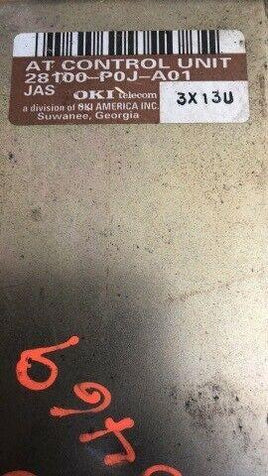 AT CONTROL UNIT
28100-P0J-A01
JAS OKI telecom 3X13U
a division of OKI AMERICA INC.
Suwanee, Georgia